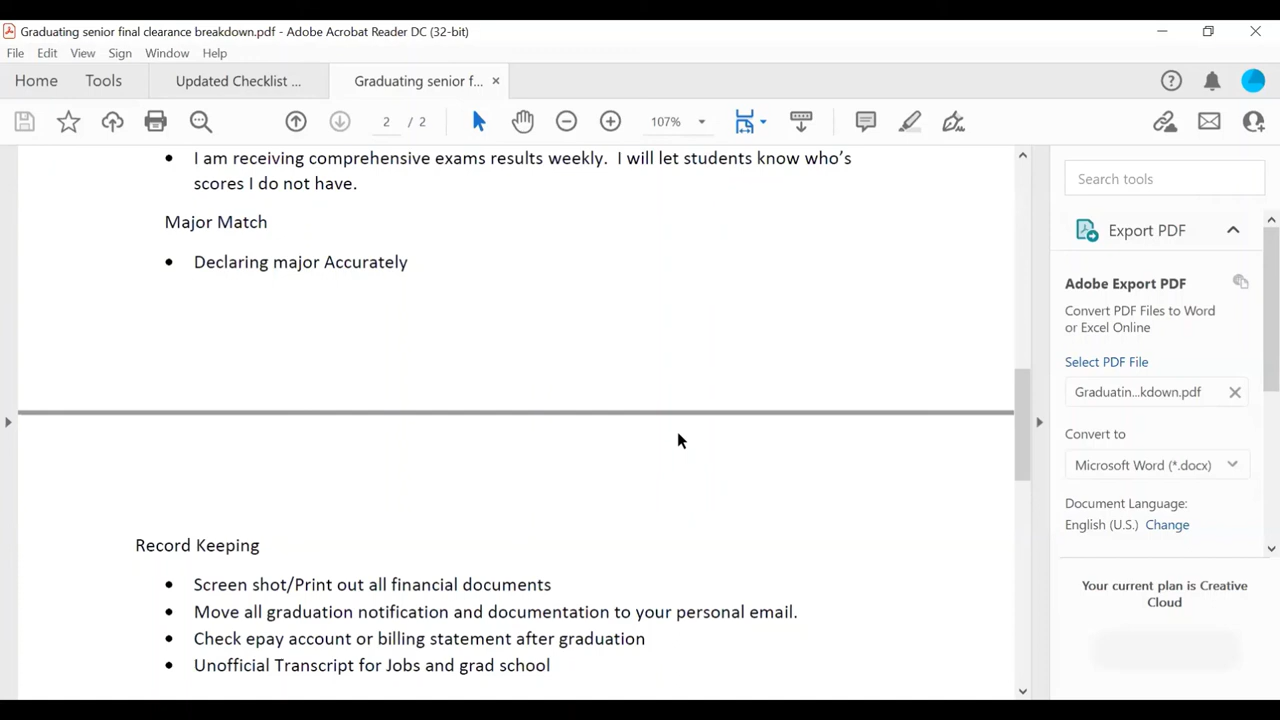 Graduating senior final clearance breakdown.pdf - Adobe Acrobat Reader DC (32-bit)
File Edit View Sign Window Help
Home Tools Updated Checklist ... Graduating senior f... ×
2 / 2 107%
• I am receiving comprehensive exams results weekly. I will let students know who's
scores I do not have.
Major Match
• Declaring major Accurately
Record Keeping
• Screen shot/Print out all financial documents
• Move all graduation notification and documentation to your personal email.
• Check epay account or billing statement after graduation
• Unofficial Transcript for Jobs and grad school
Search tools
Export PDF
Adobe Export PDF
Convert PDF Files to Word
or Excel Online
Select PDF File
Graduatin...kdown.pdf
Convert to
Microsoft Word (*.docx)
Document Language:
English (U.S.) Change
Your current plan is Creative
Cloud